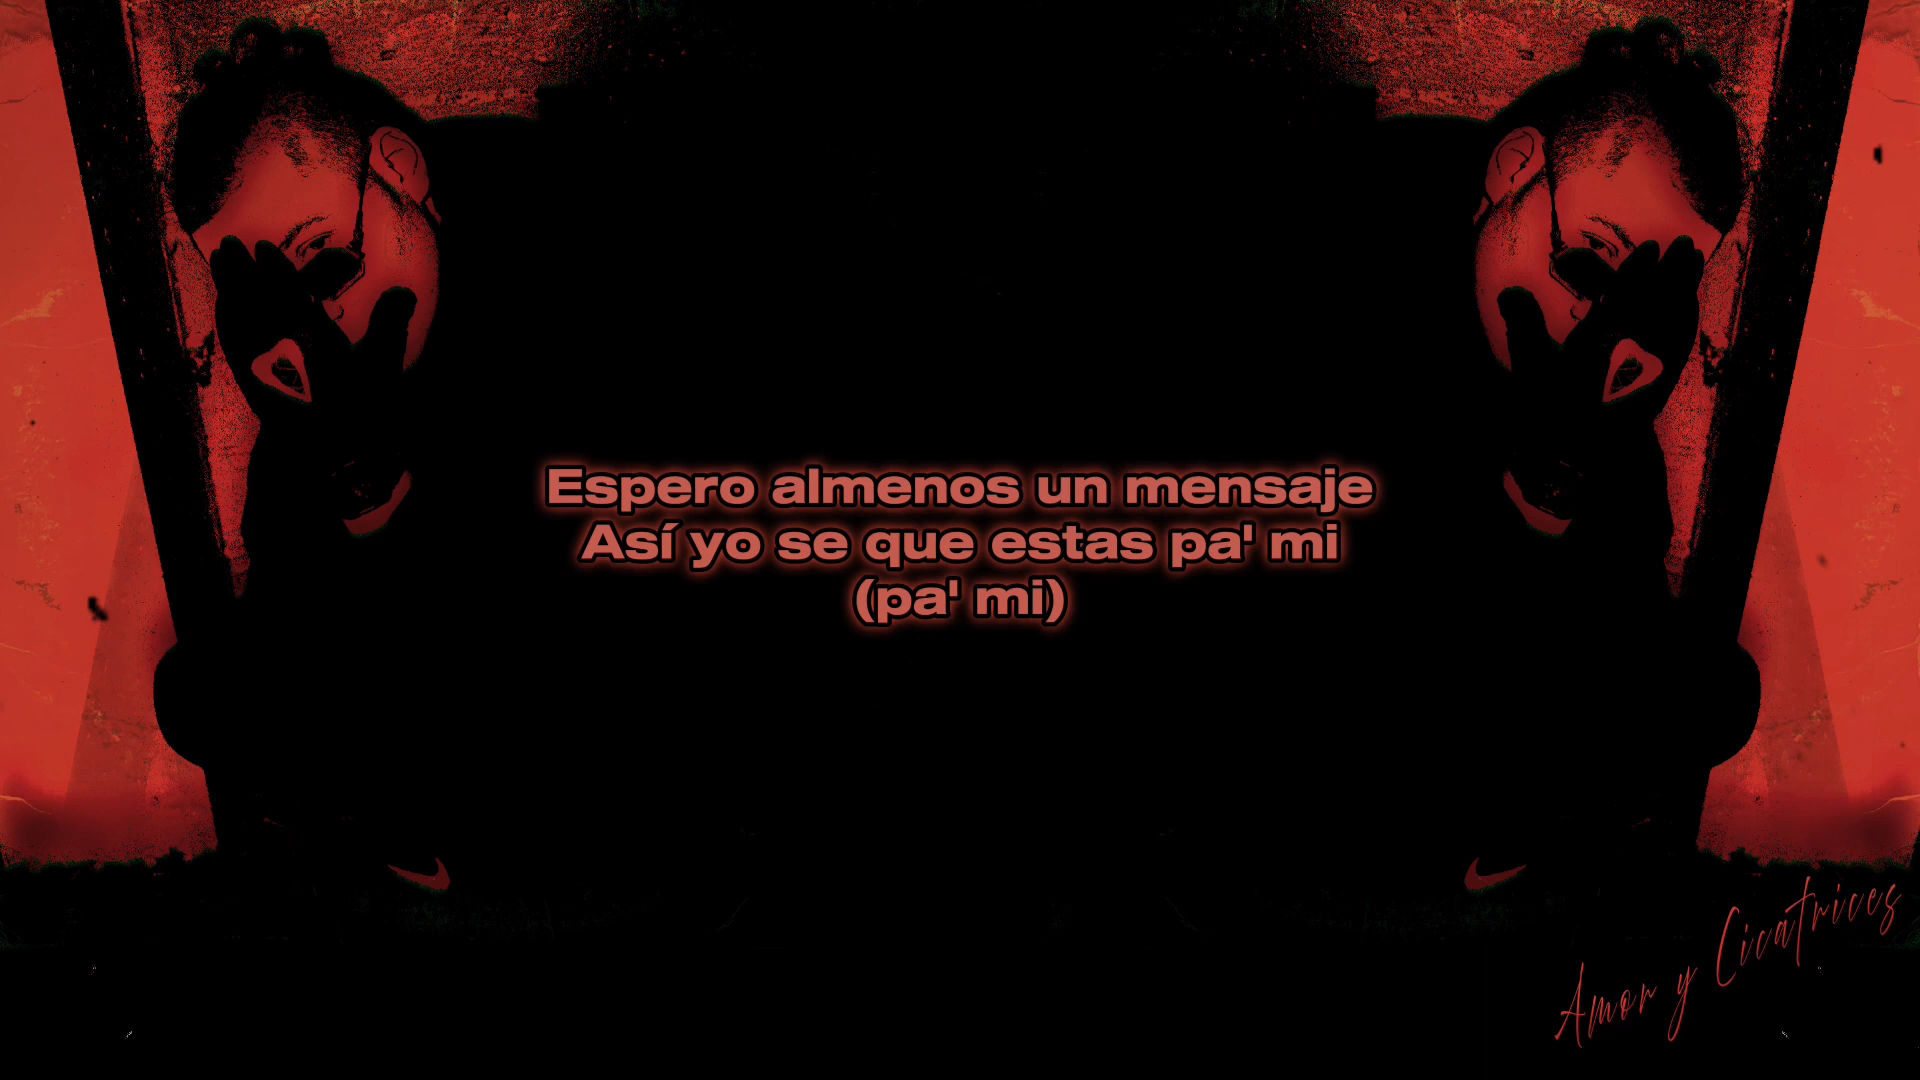 Espero almenos un mensaje
Así yo se que estas pa' mi
(pa' mi)
Amor y Cicatrices